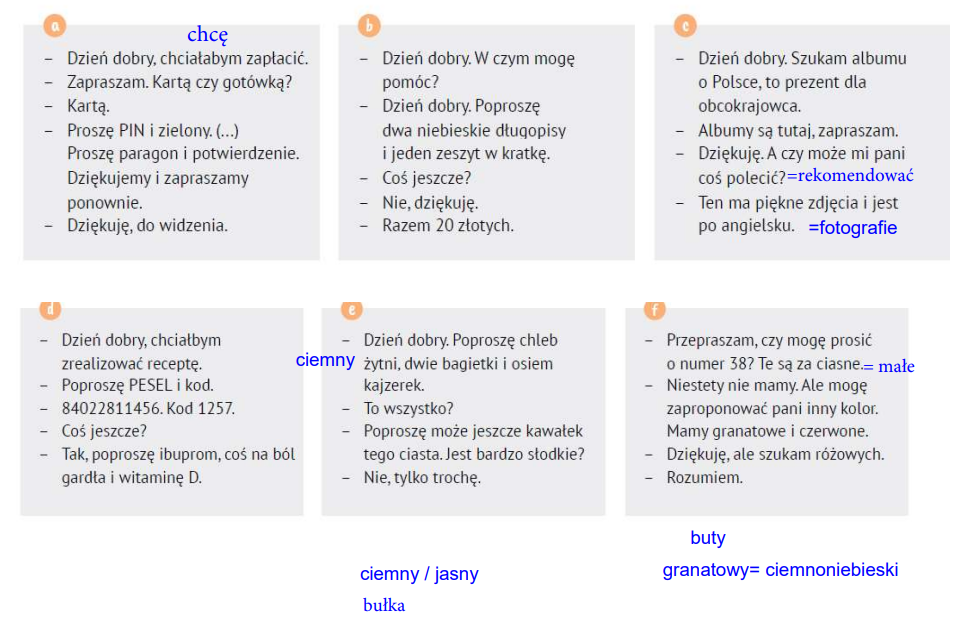 a
chcę
– Dzień dobry, chciałabym zapłacić.
– Zapraszam. Kartą czy gotówką?
– Kartą.
– Proszę PIN i zielony. (...)
Proszę paragon i potwierdzenie.
Dziękujemy i zapraszamy
ponownie.
– Dziękuję, do widzenia.
b
– Dzień dobry. W czym mogę
pomóc?
– Dzień dobry. Poproszę
dwa niebieskie długopisy
i jeden zeszyt w kratkę.
– Coś jeszcze?
– Nie, dziękuję.
– Razem 20 złotych.
c
– Dzień dobry. Szukam albumu
o Polsce, to prezent dla
obcokrajowca.
– Albumy są tutaj, zapraszam.
– Dziękuję. A czy może mi pani
coś polecić?=rekomendować
– Ten ma piękne zdjęcia i jest
po angielsku. =fotografie
d
– Dzień dobry, chciałbym
zrealizować receptę.
– Poproszę PESEL i kod.
– 84022811456. Kod 1257.
– Coś jeszcze?
– Tak, poproszę ibuprom, coś na ból
gardła i witaminę D.
e
– Dzień dobry. Poproszę chleb
ciemny żytni, dwie bagietki i osiem
kajzerek.
– To wszystko?
– Poproszę może jeszcze kawałek
tego ciasta. Jest bardzo słodkie?
– Nie, tylko trochę.
f
– Przepraszam, czy mogę prosić
o numer 38? Te są za ciasne.= małe
– Niestety nie mamy. Ale mogę
zaproponować pani inny kolor.
Mamy granatowe i czerwone.
– Dziękuję, ale szukam różowych.
– Rozumiem.
buty
ciemny / jasny
granatowy= ciemnoniebieski
bułka